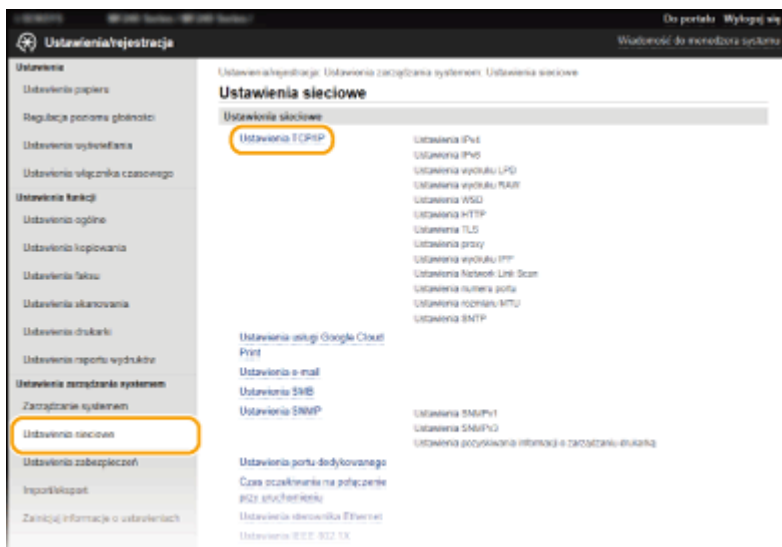 Do portalu Wyloguj się
Ustawienia/rejestracja
Wiadomość do menedżera systemu
Ustawienia
Ustawienia/rejestracja: Ustawienia zarządzania systemem: Ustawienia sieciowe
Ustawienia papieru
Ustawienia sieciowe
Regulacja poziomu głośności
Ustawienia sieciowe
Ustawienia TCP/IP
Ustawienia IPv4
Ustawienia wyświetlania
Ustawienia IPv6
Ustawienia wydruku LPD
Ustawienia włącznika czasowego
Ustawienia wydruku RAW
Ustawienia funkcji
Ustawienia WSD
Ustawienia HTTP
Ustawienia ogólne
Ustawienia TLS
Ustawienia proxy
Ustawienia kopiowania
Ustawienia wydruku IPP
Ustawienia Network Link Scan
Ustawienia faksu
Ustawienia numeru portu
Ustawienia rozmiaru MTU
Ustawienia skanowania
Ustawienia SNTP
Ustawienia drukarki
Ustawienia usługi Google Cloud
Print
Ustawienia raportu wydruków
Ustawienia e-mail
Ustawienia zarządzania systemem
Ustawienia SMB
Zarządzanie systemem
Ustawienia SNMP
Ustawienia SNMPv1
Ustawienia SNMPv3
Ustawienia sieciowe
Ustawienia pozyskiwania informacji o zarządzaniu drukarką
Ustawienia zabezpieczeń
Ustawienia portu dedykowanego
Czas oczekiwania na połączenie
przy uruchomieniu
Import/eksport
Zainicjuj informacje o ustawieniach
Ustawienia sterownika Ethernet
Ustawienia IEEE 802.1X